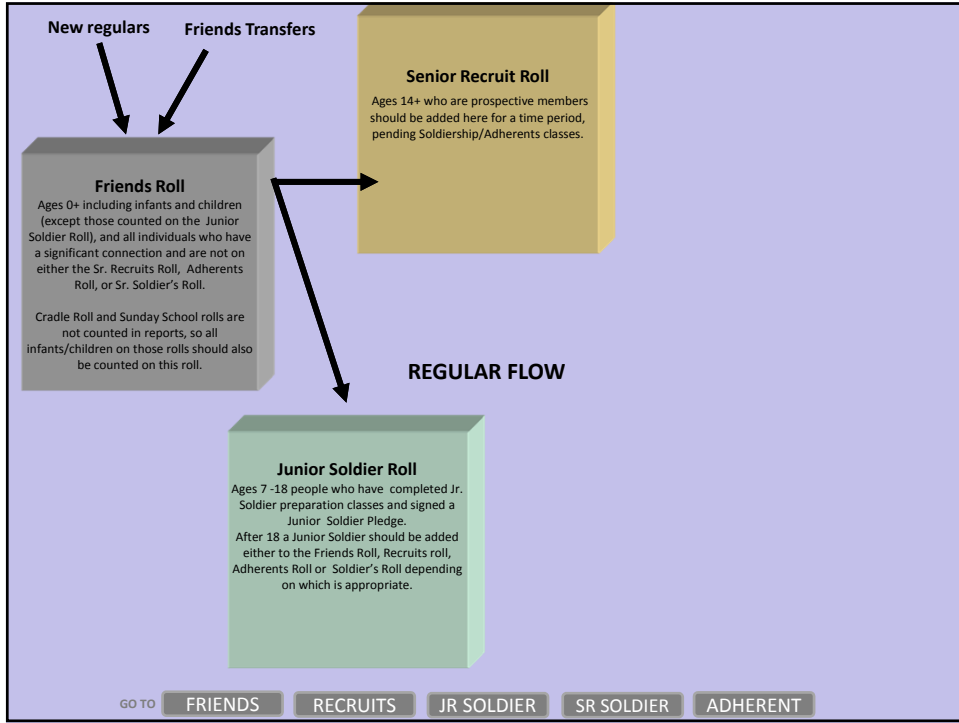 New regulars
Friends Transfers
Senior Recruit Roll
Ages 14+ who are prospective members
should be added here for a time period,
pending Soldiership/Adherents classes.
Friends Roll
Ages 0+ including infants and children
(except those counted on the Junior
Soldier Roll), and all individuals who have
a significant connection and are not on
either the Sr. Recruits Roll, Adherents
Roll, or Sr. Soldier's Roll.
Cradle Roll and Sunday School rolls are
not counted in reports, so all
infants/children on those rolls should also
be counted on this roll.
REGULAR FLOW
Junior Soldier Roll
Ages 7 -18 people who have completed Jr.
Soldier preparation classes and signed a
Junior Soldier Pledge.
After 18 a Junior Soldier should be added
either to the Friends Roll, Recruits roll,
Adherents Roll or Soldier's Roll depending
on which is appropriate.
GO TO FRIENDS RECRUITS JR SOLDIER SR SOLDIER ADHERENT